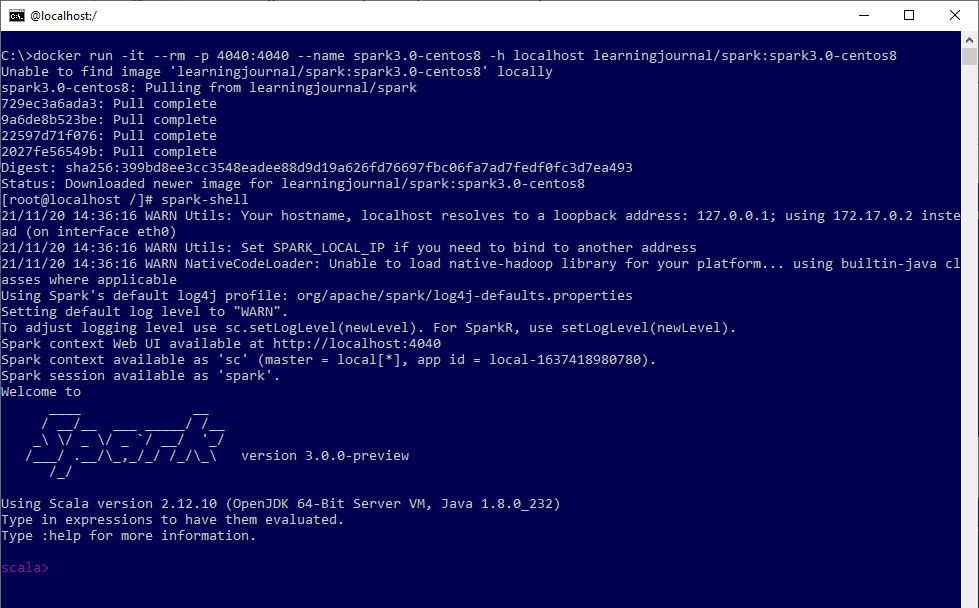 @localhost:/
C:\>docker run -it --rm -p 4040:4040 --name spark3.0-centos8 -h localhost learningjournal/spark:spark3.0-centos8
Unable to find image 'learningjournal/spark:spark3.0-centos8' locally
spark3.0-centos8: Pulling from learningjournal/spark
729ec3a6ada3: Pull complete
9a6de8b523be: Pull complete
22597d71f076: Pull complete
2027fe56549b: Pull complete
Digest: sha256:399bd8ee3cc3548eadee88d9d19a626fd76697fbc06fa7ad7fedf0fc3d7ea493
Status: Downloaded newer image for learningjournal/spark:spark3.0-centos8
[root@localhost /]# spark-shell
21/11/20 14:36:16 WARN Utils: Your hostname, localhost resolves to a loopback address: 127.0.0.1; using 172.17.0.2 inste
ad (on interface eth0)
21/11/20 14:36:16 WARN Utils: Set SPARK_LOCAL_IP if you need to bind to another address
21/11/20 14:36:16 WARN NativeCodeLoader: Unable to load native-hadoop library for your platform... using builtin-java cl
asses where applicable
Using Spark's default log4j profile: org/apache/spark/log4j-defaults.properties
Setting default log level to "WARN".
To adjust logging level use sc.setLogLevel(newLevel). For SparkR, use setLogLevel(newLevel).
Spark context Web UI available at http://localhost:4040
Spark context available as 'sc' (master = local[*], app id = local-1637418980780).
Spark session available as 'spark'.
Welcome to
      ____              __
     / __/__  ___ _____/ /__
    _\ \/ _ \/ _ `/ __/  '_/
   /___/ .__/\_,_/_/ /_/\_\   version 3.0.0-preview
      /_/
Using Scala version 2.12.10 (OpenJDK 64-Bit Server VM, Java 1.8.0_232)
Type in expressions to have them evaluated.
Type :help for more information.
scala>